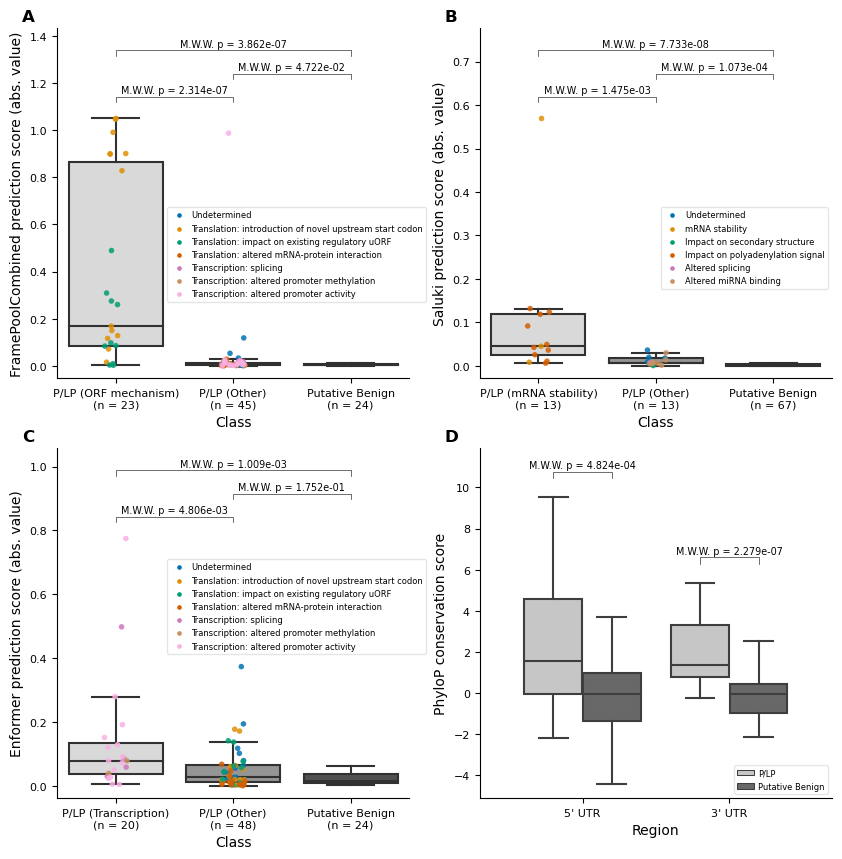 A
FramePoolCombined prediction score (abs. value)
1.4
1.2
1.0
0.8
0.6
0.4
0.2
0.0
M.W.W. p = 3.862e-07
M.W.W. p = 4.722e-02
M.W.W. p = 2.314e-07
Undetermined
Translation: introduction of novel upstream start codon
Translation: impact on existing regulatory uORF
Translation: altered mRNA-protein interaction
Transcription: splicing
Transcription: altered promoter methylation
Transcription: altered promoter activity
P/LP (ORF mechanism)
(n = 23)
P/LP (Other)
(n = 45)
Putative Benign
(n = 24)
Class
B
Saluki prediction score (abs. value)
0.7
0.6
0.5
0.4
0.3
0.2
0.1
0.0
M.W.W. p = 7.733e-08
M.W.W. p = 1.073e-04
M.W.W. p = 1.475e-03
Undetermined
mRNA stability
Impact on secondary structure
Impact on polyadenylation signal
Altered splicing
Altered miRNA binding
P/LP (mRNA stability)
(n = 13)
P/LP (Other)
(n = 13)
Putative Benign
(n = 67)
Class
C
Enformer prediction score (abs. value)
1.0
0.8
0.6
0.4
0.2
0.0
M.W.W. p = 1.009e-03
M.W.W. p = 1.752e-01
M.W.W. p = 4.806e-03
Undetermined
Translation: introduction of novel upstream start codon
Translation: impact on existing regulatory uORF
Translation: altered mRNA-protein interaction
Transcription: splicing
Transcription: altered promoter methylation
Transcription: altered promoter activity
P/LP (Transcription)
(n = 20)
P/LP (Other)
(n = 48)
Putative Benign
(n = 24)
Class
D
PhyloP conservation score
10
8
6
4
2
0
−2
−4
M.W.W. p = 4.824e-04
M.W.W. p = 2.279e-07
P/LP
Putative Benign
5' UTR
3' UTR
Region